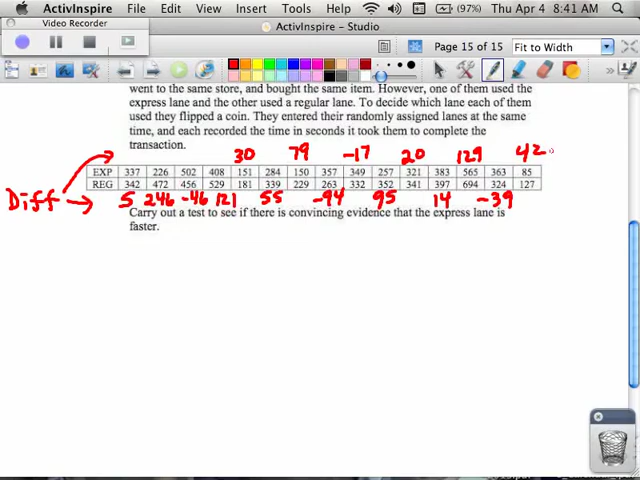 ActivInspire File Edit View Insert Tools Help (97%) Thu Apr 4 8:41 AM
Video Recorder
ActivInspire – Studio
Page 15 of 15 Fit to Width
went to the same store, and bought the same item. However, one of them used the
express lane and the other used a regular lane. To decide which lane each of them
used they flipped a coin. They entered their randomly assigned lanes at the same
time, and each recorded the time in seconds it took them to complete the
transaction.
30 79 -17 20 129 42
EXP 337 226 502 408 151 284 150 357 349 257 321 383 565 363 85
REG 342 472 456 529 181 339 229 263 332 352 341 397 694 324 127
Diff 5 246 -46 121 55 -94 95 14 -39
Carry out a test to see if there is convincing evidence that the express lane is
faster.